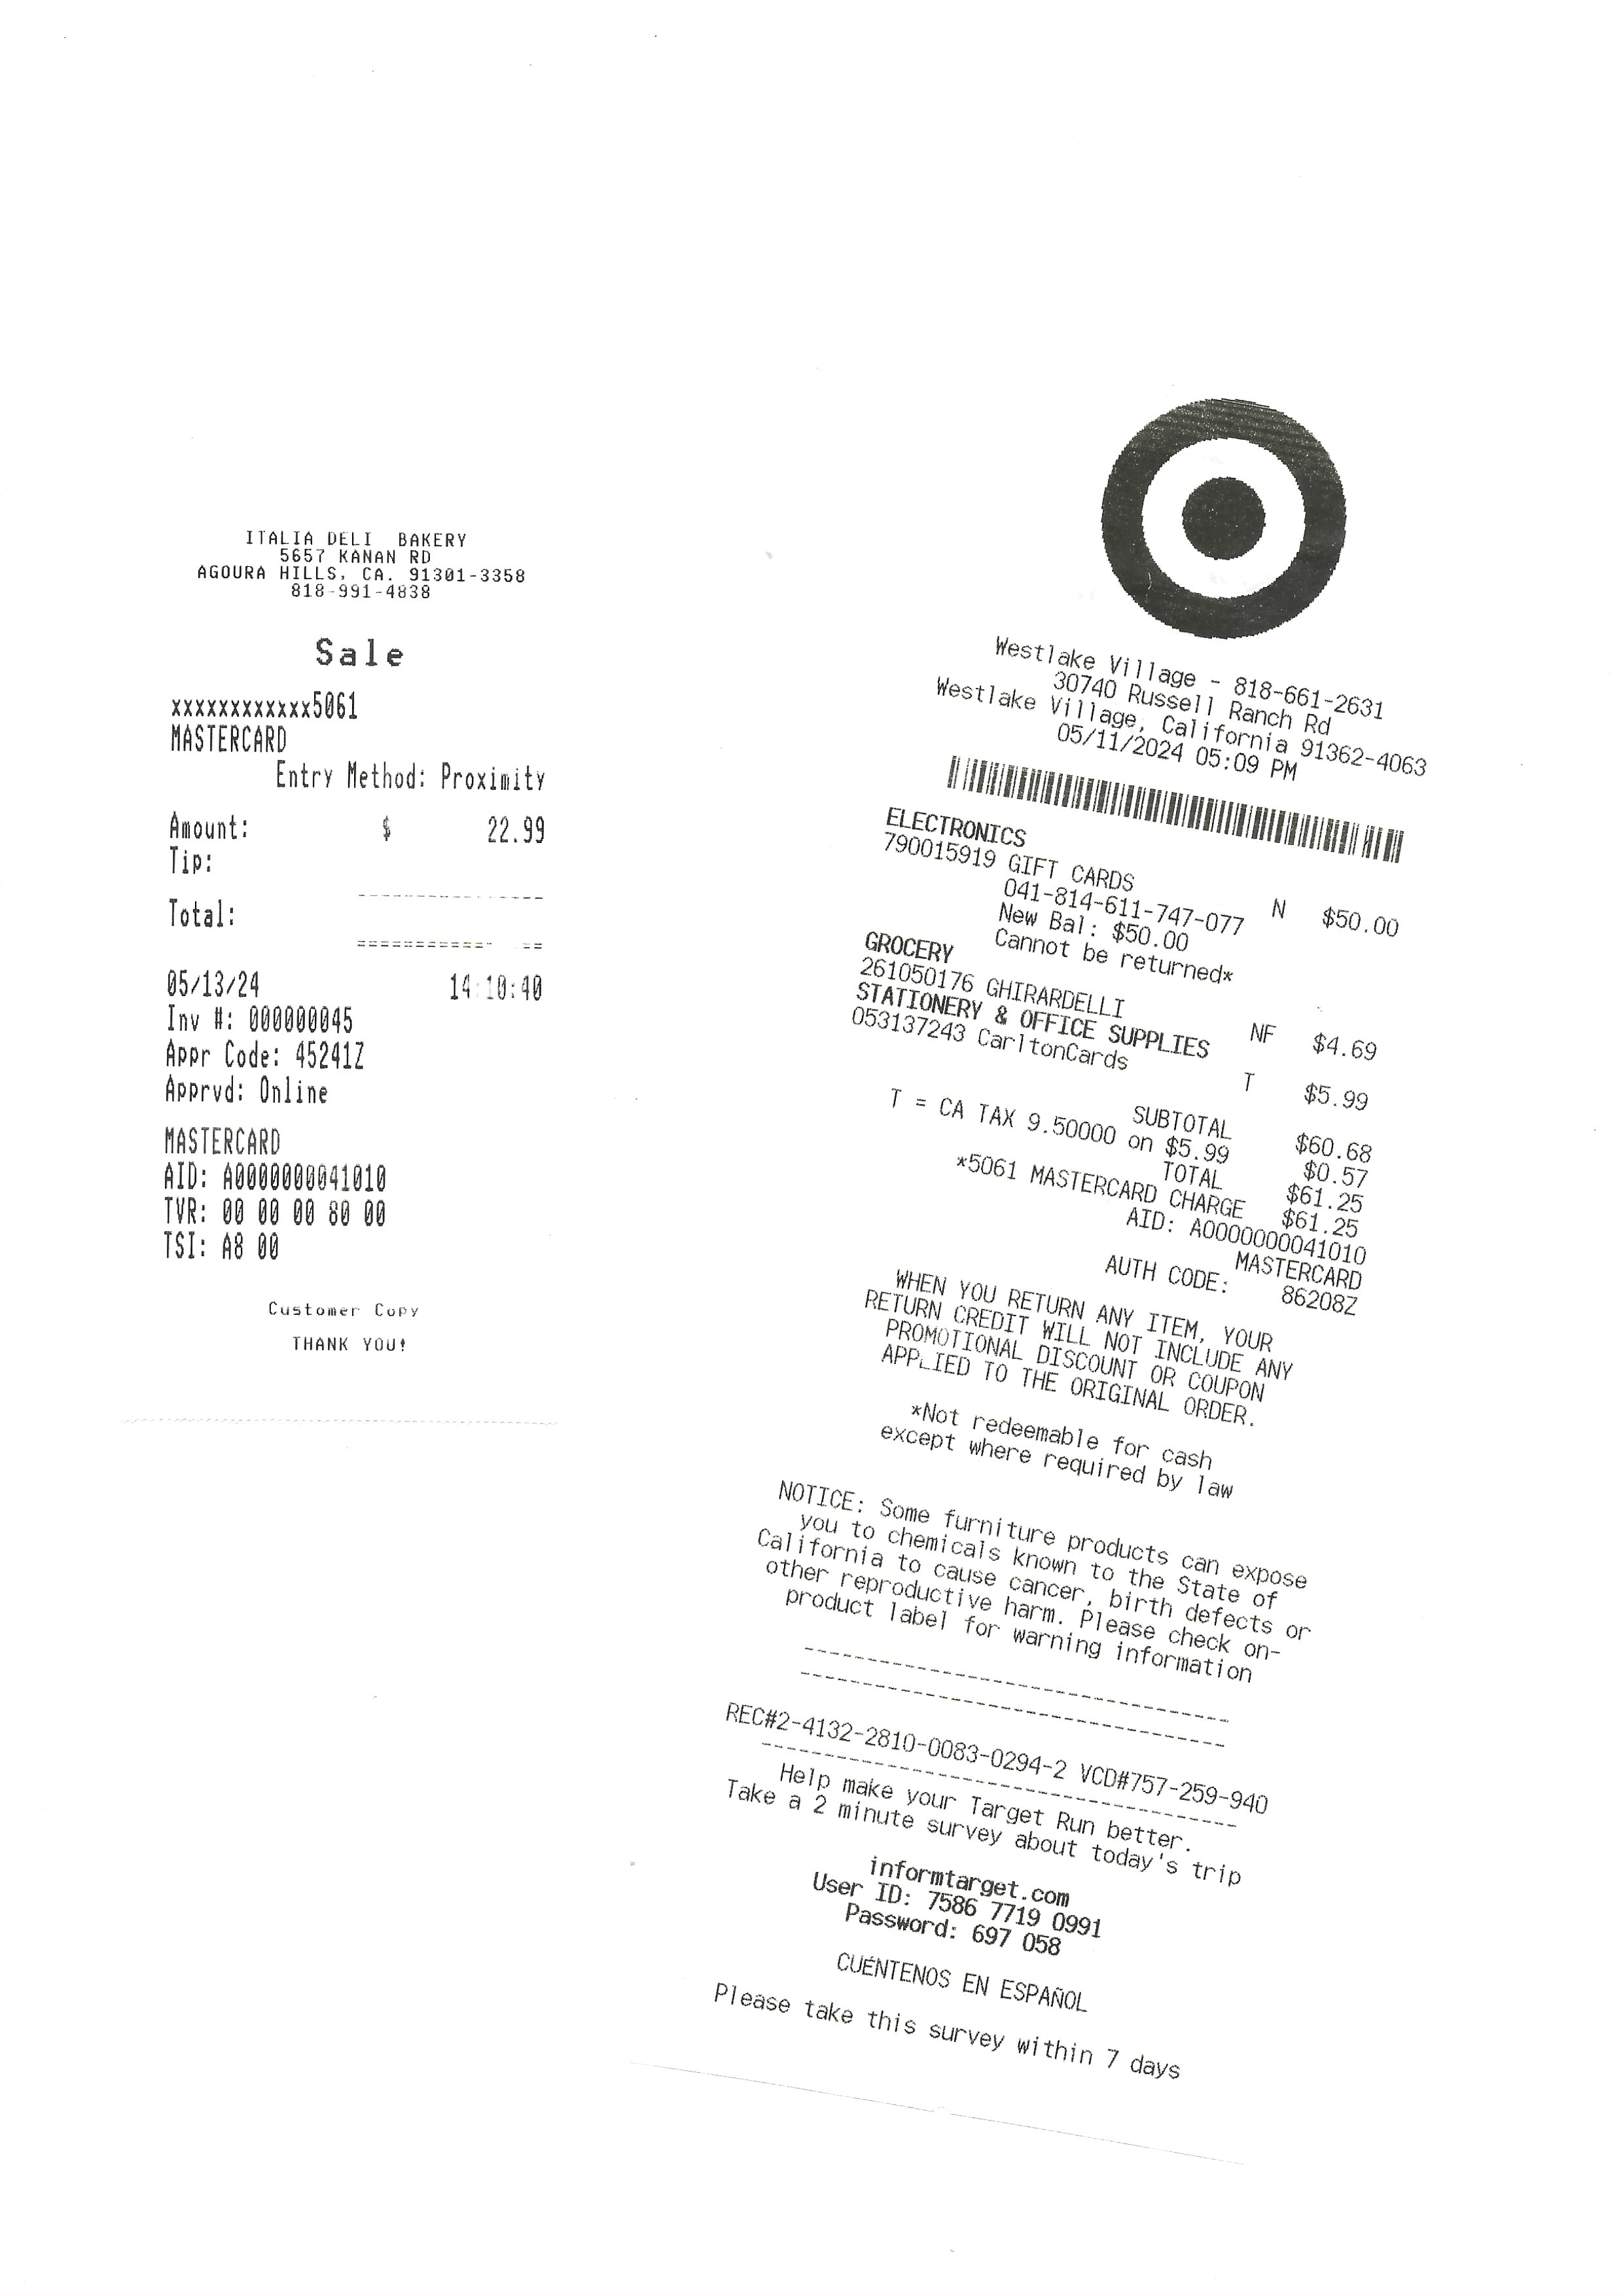 ITALIA DELI BAKERY
5657 KANAN RD
AGOURA HILLS, CA. 91301-3358
818-991-4838
Sale
xxxxxxxxxxxx5061
MASTERCARD
Entry Method: Proximity
Amount: $ 22.99
Tip:
--------------
Total:
============ ==
05/13/24 14:10:40
Inv #: 000000045
Appr Code: 45241Z
Apprvd: Online
MASTERCARD
AID: A0000000041010
TVR: 00 00 00 80 00
TSI: A8 00
Customer Copy
THANK YOU!
Westlake Village - 818-661-2631
30740 Russell Ranch Rd
Westlake Village, California 91362-4063
05/11/2024 05:09 PM
ELECTRONICS
790015919 GIFT CARDS N $50.00
041-814-611-747-077
New Bal: $50.00
Cannot be returned*
GROCERY
261050176 GHIRARDELLI NF $4.69
STATIONERY & OFFICE SUPPLIES
053137243 CarltonCards T $5.99
SUBTOTAL $60.68
T = CA TAX 9.50000 on $5.99 $0.57
TOTAL $61.25
*5061 MASTERCARD CHARGE $61.25
AID: A0000000041010
MASTERCARD
AUTH CODE: 86208Z
WHEN YOU RETURN ANY ITEM, YOUR
RETURN CREDIT WILL NOT INCLUDE ANY
PROMOTIONAL DISCOUNT OR COUPON
APPLIED TO THE ORIGINAL ORDER.
*Not redeemable for cash
except where required by law
NOTICE: Some furniture products can expose
you to chemicals known to the State of
California to cause cancer, birth defects or
other reproductive harm. Please check on-
product label for warning information
REC#2-4132-2810-0083-0294-2 VCD#757-259-940
Help make your Target Run better.
Take a 2 minute survey about today's trip
informtarget.com
User ID: 7586 7719 0991
Password: 697 058
CUÉNTENOS EN ESPAÑOL
Please take this survey within 7 days